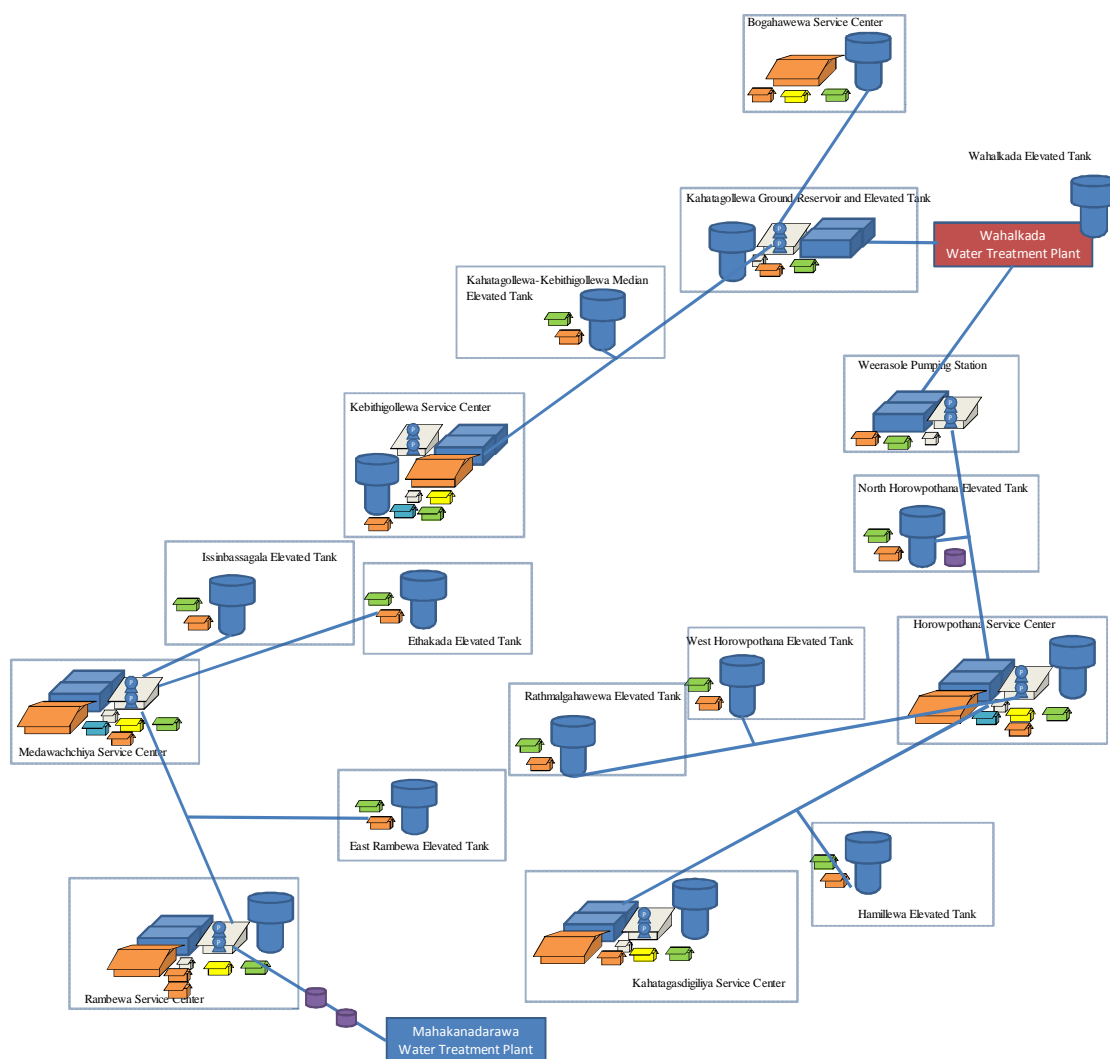 Bogahawewa Service Center
Wahalkada Elevated Tank
Kahatagollewa Ground Reservoir and Elevated Tank
P
P
Wahalkada
Water Treatment Plant
Kahatagollewa-Kebithigollewa Median
Elevated Tank
Weerasole Pumping Station
P
P
Kebithigollewa Service Center
P
P
North Horowpothana Elevated Tank
Issinbassagala Elevated Tank
Ethakada Elevated Tank
Horowpothana Service Center
P
P
West Horowpothana Elevated Tank
Rathmalgahawewa Elevated Tank
P
P
Medawachchiya Service Center
East Rambewa Elevated Tank
Hamillewa Elevated Tank
P
P
Rambewa Service Center
P
P
Kahatagasdigiliya Service Center
Mahakanadarawa
Water Treatment Plant